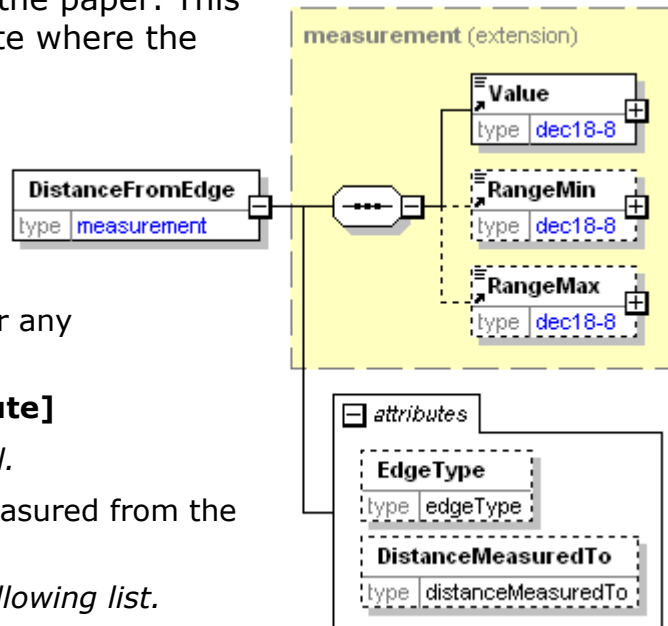 the paper. This
te where the
r any
ute]
d.
asured from the
llowing list.
DistanceFromEdge
type measurement
measurement (extension)
Value
type dec18-8
RangeMin
type dec18-8
RangeMax
type dec18-8
attributes
EdgeType
type edgeType
DistanceMeasuredTo
type distanceMeasuredTo